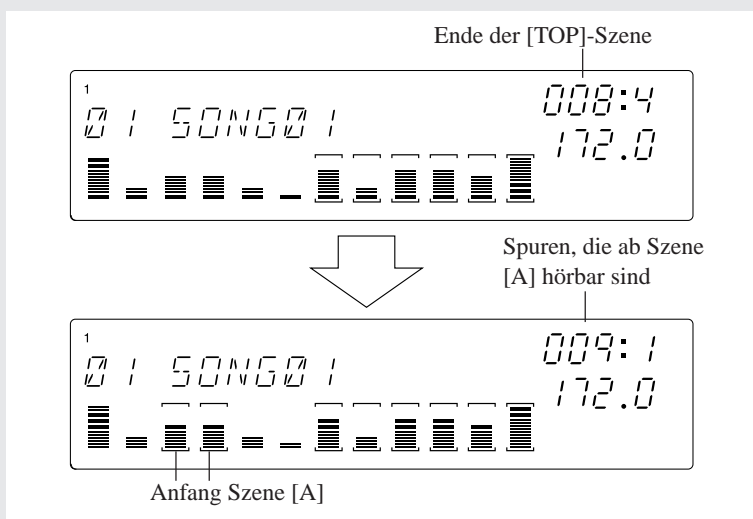 Ende der [TOP]-Szene
1
008:4
01 SONG01
172.0
Spuren, die ab Szene
[A] hörbar sind
1
009:1
01 SONG01
172.0
Anfang Szene [A]